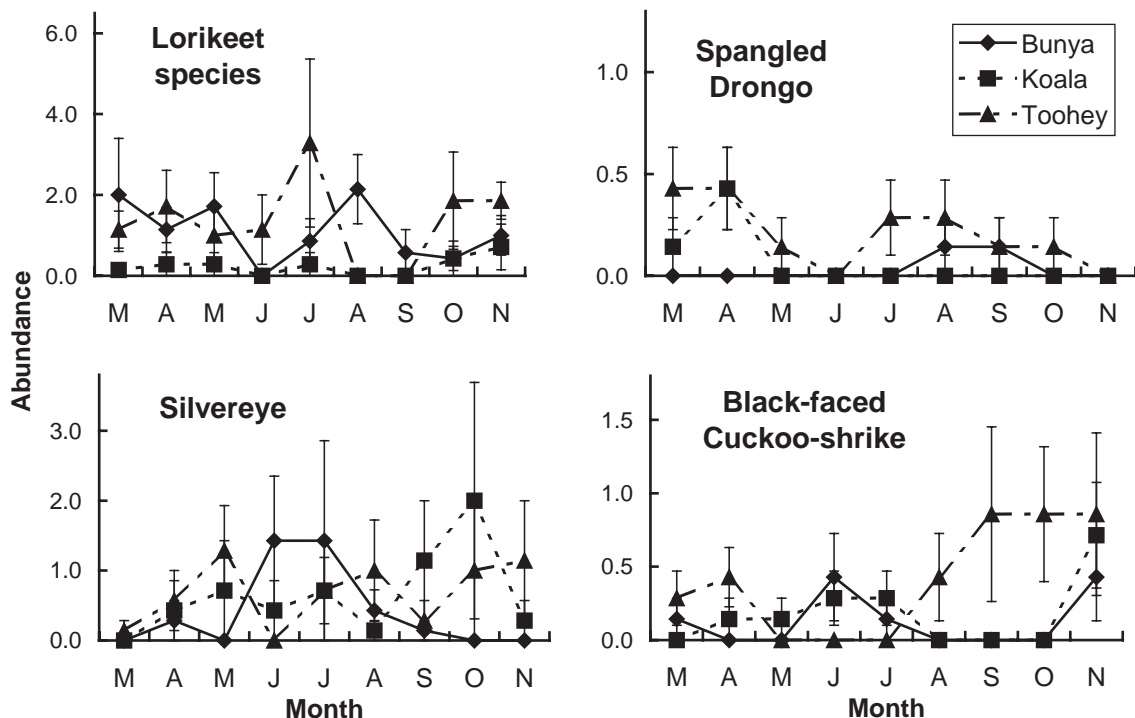 Lorikeet
species
6.0
4.0
2.0
0.0
M A M J J A S O N
Spangled
Drongo
1.0
0.5
0.0
M A M J J A S O N
Bunya
Koala
Toohey
Abundance
Silvereye
3.0
2.0
1.0
0.0
M A M J J A S O N
Month
Black-faced
Cuckoo-shrike
1.5
1.0
0.5
0.0
M A M J J A S O N
Month